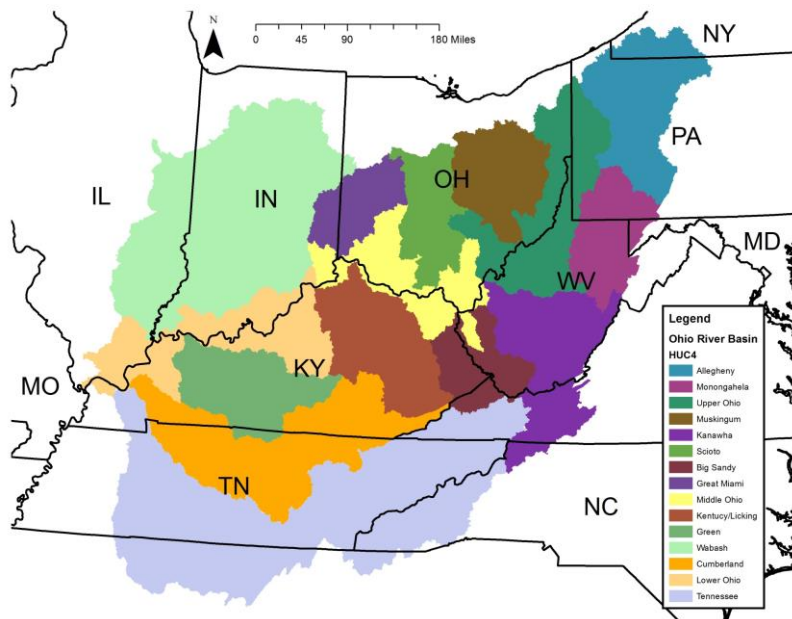 N
0 45 90 180 Miles
NY
PA
OH
IL
IN
MD
WV
KY
MO
TN
NC
Legend
Ohio River Basin
HUC4
Allegheny
Monongahela
Upper Ohio
Muskingum
Kanawha
Scioto
Big Sandy
Great Miami
Middle Ohio
Kentucy/Licking
Green
Wabash
Cumberland
Lower Ohio
Tennessee